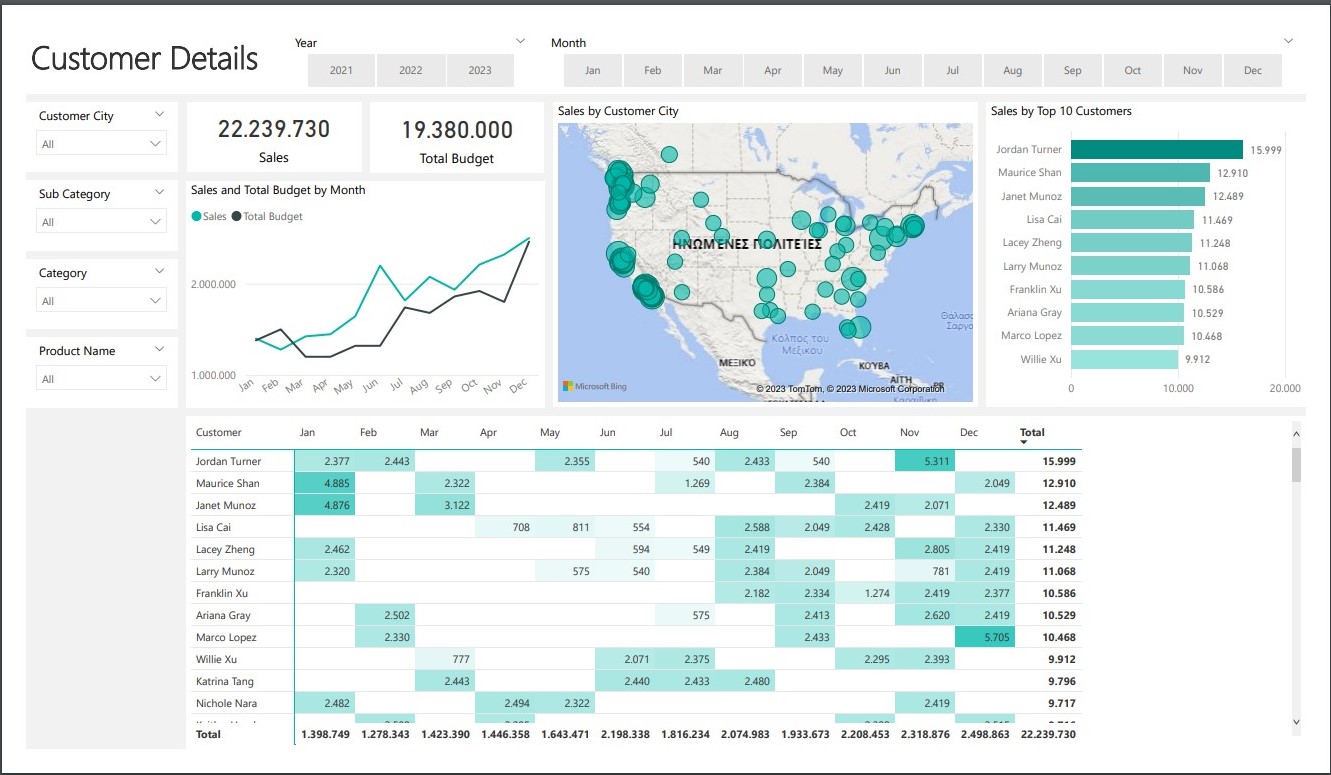 Customer Details
Year
2021 2022 2023
Month
Jan Feb Mar Apr May Jun Jul Aug Sep Oct Nov Dec
Customer City
All
Sub Category
All
Category
All
Product Name
All
22.239.730
Sales
19.380.000
Total Budget
Sales and Total Budget by Month
Sales Total Budget
2.000.000
1.000.000
Jan Feb Mar Apr May Jun Jul Aug Sep Oct Nov Dec
Sales by Customer City
ΗΝΩΜΈΝΕΣ ΠΟΛΙΤΕΊΕΣ
Κόλπος του
Μεξικού
ΜΕΞΙΚΌ
ΚΟΎΒΑ
ΑΪΤΉ
PR
Microsoft Bing
© 2023 TomTom, © 2023 Microsoft Corporation
Sales by Top 10 Customers
Jordan Turner 15.999
Maurice Shan 12.910
Janet Munoz 12.489
Lisa Cai 11.469
Lacey Zheng 11.248
Larry Munoz 11.068
Franklin Xu 10.586
Ariana Gray 10.529
Marco Lopez 10.468
Willie Xu 9.912
0 10.000 20.000
Customer Jan Feb Mar Apr May Jun Jul Aug Sep Oct Nov Dec Total
Jordan Turner 2.377 2.443 2.355 540 2.433 540 5.311 15.999
Maurice Shan 4.885 2.322 1.269 2.384 2.049 12.910
Janet Munoz 4.876 3.122 2.419 2.071 12.489
Lisa Cai 708 811 554 2.588 2.049 2.428 2.330 11.469
Lacey Zheng 2.462 594 549 2.419 2.805 2.419 11.248
Larry Munoz 2.320 575 540 2.384 2.049 781 2.419 11.068
Franklin Xu 2.182 2.334 1.274 2.419 2.377 10.586
Ariana Gray 2.502 575 2.413 2.620 2.419 10.529
Marco Lopez 2.330 2.433 5.705 10.468
Willie Xu 777 2.071 2.375 2.295 2.393 9.912
Katrina Tang 2.443 2.440 2.433 2.480 9.796
Nichole Nara 2.482 2.494 2.322 2.419 9.717
Total 1.398.749 1.278.343 1.423.390 1.446.358 1.643.471 2.198.338 1.816.234 2.074.983 1.933.673 2.208.453 2.318.876 2.498.863 22.239.730